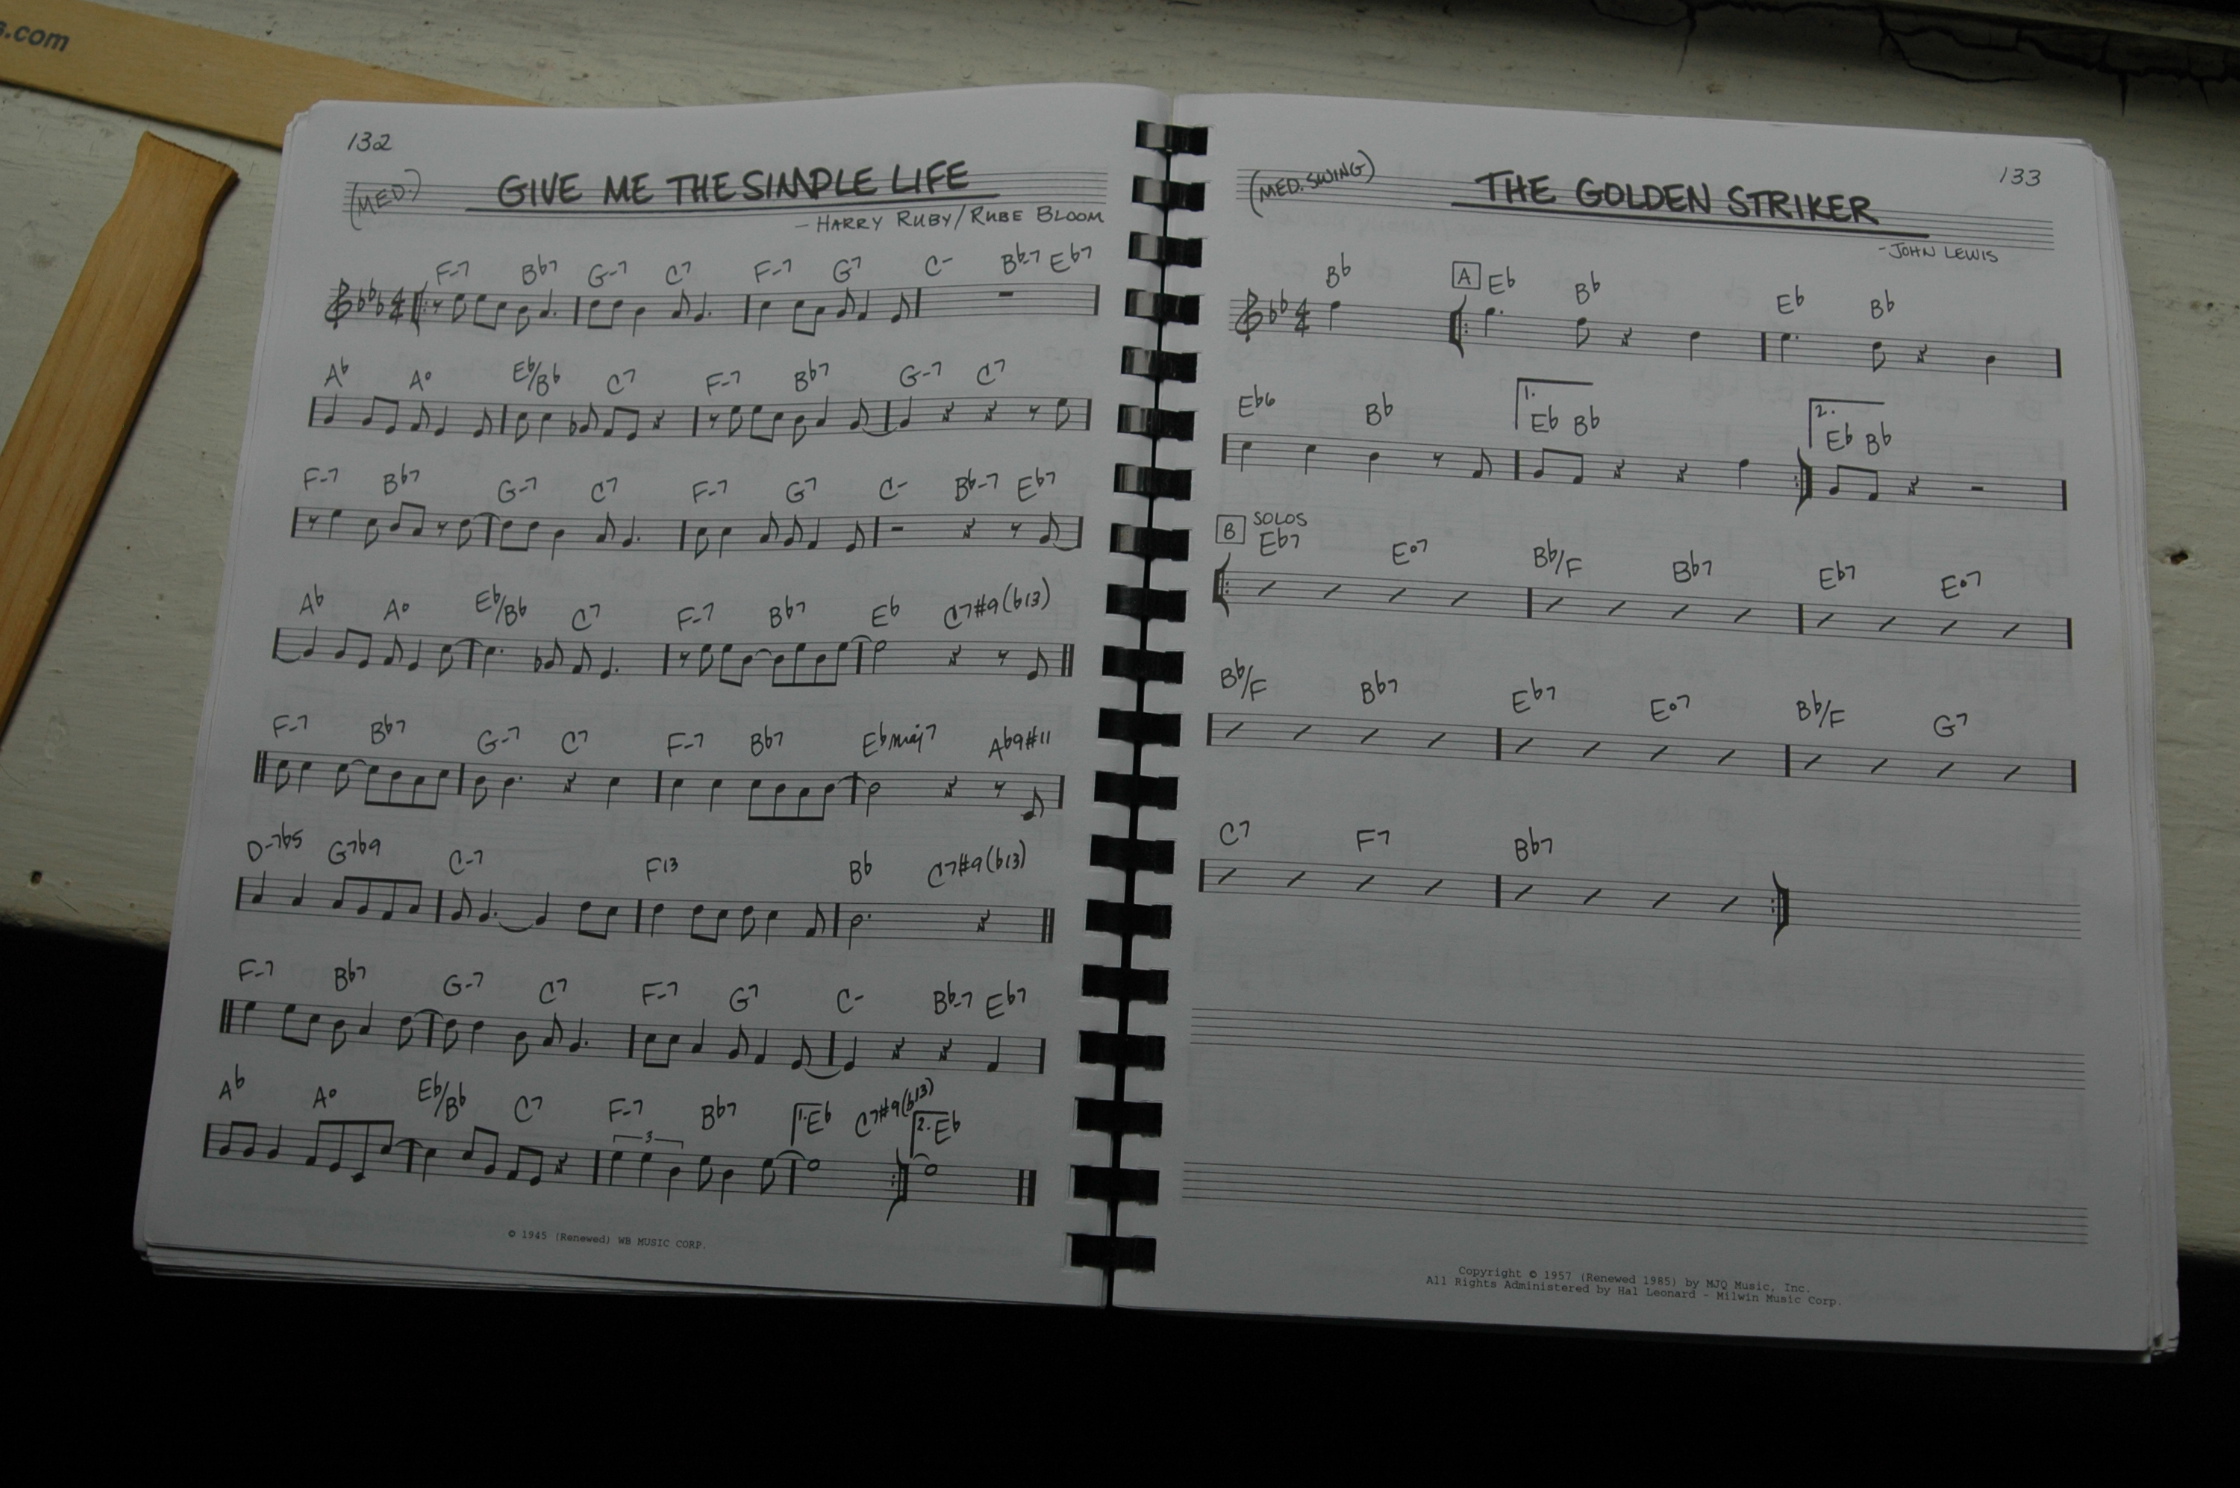 s.com
132
(MED.)
GIVE ME THE SIMPLE LIFE
- HARRY RUBY/RUBE BLOOM
F-7 Bb7 G-7 C7 F-7 G7 C- Bb-7 Eb7
Ab A° Eb/Bb C7 F-7 Bb7 G-7 C7
F-7 Bb7 G-7 C7 F-7 G7 C- Bb-7 Eb7
Ab A° Eb/Bb C7 F-7 Bb7 Eb C7#9(b13)
F-7 Bb7 G-7 C7 F-7 Bb7 Ebmaj7 Ab9#11
D-7b5 G7b9 C-7 F13 Bb C7#9(b13)
F-7 Bb7 G-7 C7 F-7 G7 C- Bb-7 Eb7
Ab A° Eb/Bb C7 F-7 Bb7 1. Eb C7#9(b13) 2. Eb
3
© 1945 (Renewed) WB MUSIC CORP.
133
(MED. SWING)
THE GOLDEN STRIKER
- JOHN LEWIS
Bb A Eb Bb Eb Bb
Eb6 Bb 1. Eb Bb 2. Eb Bb
B SOLOS
Eb7 E°7 Bb/F Bb7 Eb7 E°7
Bb/F Bb7 Eb7 E°7 Bb/F G7
C7 F7 Bb7
Copyright © 1957 (Renewed 1985) by MJQ Music, Inc.
All Rights Administered by Hal Leonard - Milwin Music Corp.